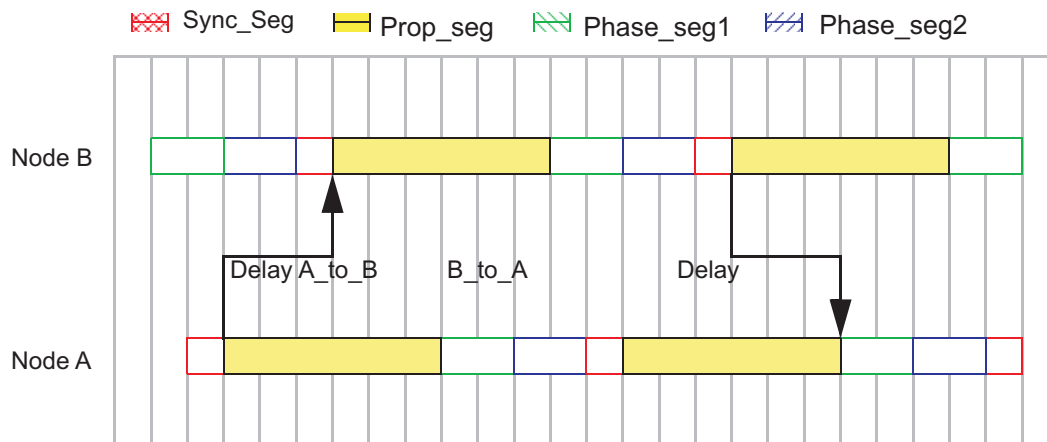 Sync_Seg Prop_seg Phase_seg1 Phase_seg2
Node B
Delay A_to_B B_to_A Delay
Node A